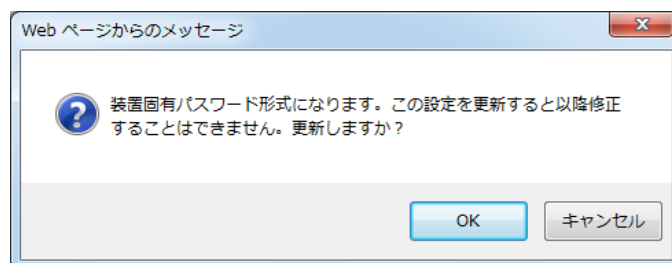 Web ページからのメッセージ
装置固有パスワード形式になります。この設定を更新すると以降修正
することはできません。更新しますか？
OK
キャンセル